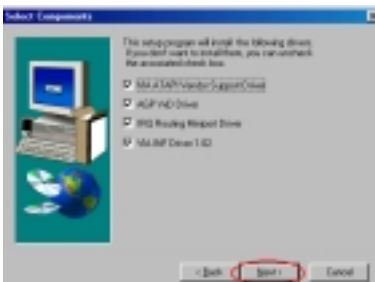 Select Components
This setup program will install the following drivers.
If you don't want to install them, you can uncheck
the associated check box.
VIA ATAPI Vendor Support Driver
AGP VxD Driver
IRQ Routing Miniport Driver
VIA INF Driver 1.02
< Back
Next >
Cancel